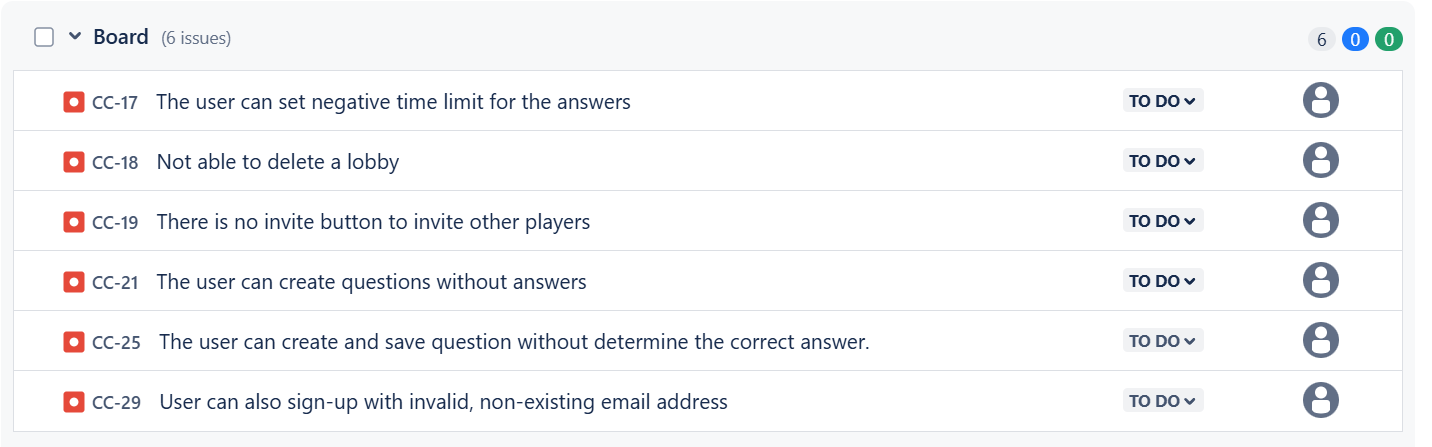 Board (6 issues) 6 0 0
CC-17 The user can set negative time limit for the answers TO DO
CC-18 Not able to delete a lobby TO DO
CC-19 There is no invite button to invite other players TO DO
CC-21 The user can create questions without answers TO DO
CC-25 The user can create and save question without determine the correct answer. TO DO
CC-29 User can also sign-up with invalid, non-existing email address TO DO